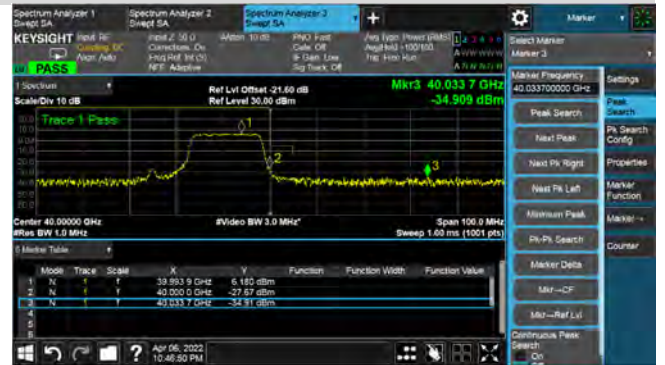 Spectrum Analyzer 1
Swept SA
Spectrum Analyzer 2
Swept SA
Spectrum Analyzer 3
Swept SA
+
Marker
KEYSIGHT Input: RF
Coupling: DC
Align: Auto
Input Z: 50 Ω
Corrections: On
Freq Ref: Int (S)
NFE: Adaptive
Atten: 10 dB
PNO: Fast
Gate: Off
IF Gain: Low
Sig Track: Off
Avg Type: Power (RMS)
Avg|Hold: >100/100
Trig: Free Run
PASS
Select Marker
Marker 3
Marker Frequency
40.033700000 GHz
Settings
Peak Search
Peak
Search
Next Peak
Pk Search
Config
Next Pk Right
Properties
Next Pk Left
Marker
Function
Minimum Peak
Marker→
Pk-Pk Search
Counter
Marker Delta
Mkr→CF
Mkr→Ref Lvl
Continuous Peak
Search
On
Off
1 Spectrum
Scale/Div 10 dB
Ref Lvl Offset -21.60 dB
Ref Level 30.00 dBm
Mkr3 40.033 7 GHz
-34.909 dBm
Trace 1 Pass
1
2
3
Center 40.00000 GHz
#Res BW 1.0 MHz
#Video BW 3.0 MHz*
Span 100.0 MHz
Sweep 1.00 ms (1001 pts)
5 Marker Table
Mode Trace Scale X Y Function Function Width Function Value
1 N 1 f 39.993 9 GHz 6.180 dBm
2 N 1 f 40.000 0 GHz -27.67 dBm
3 N 1 f 40.033 7 GHz -34.91 dBm
4
5
6
? Apr 06, 2022
10:46:50 PM